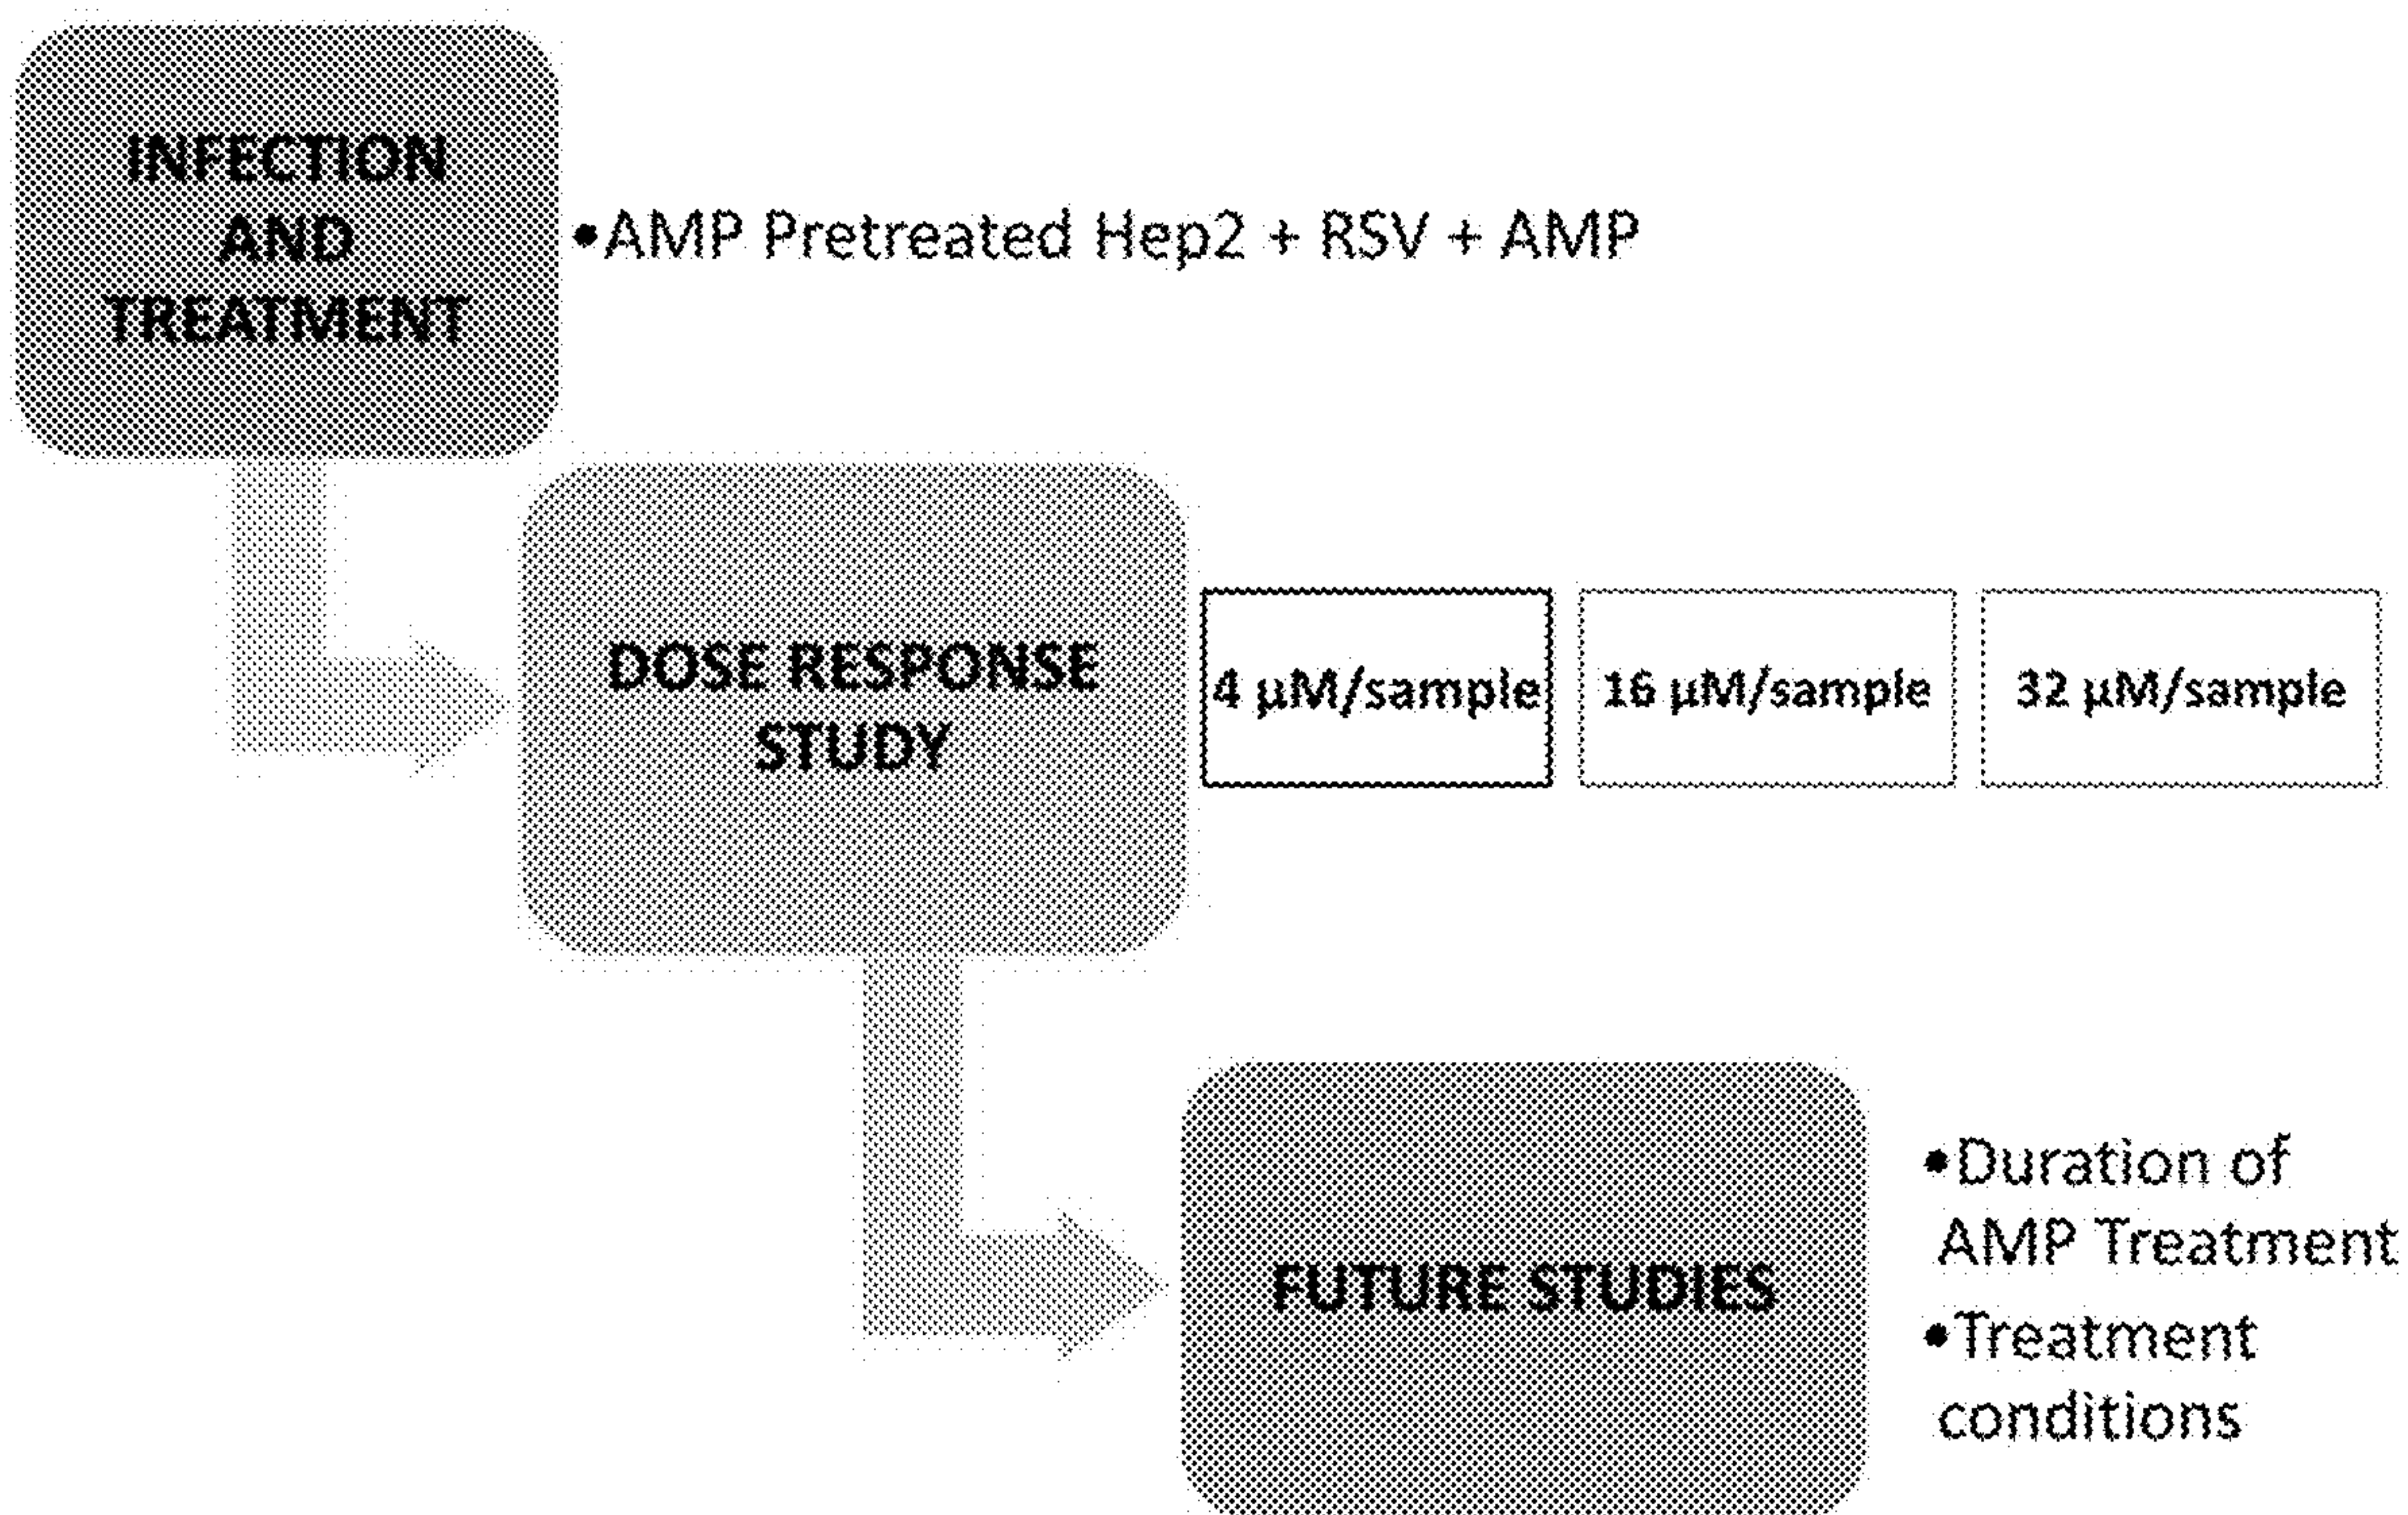 INFECTION
AND
TREATMENT
•AMP Pretreated Hep2 + RSV + AMP
DOSE RESPONSE
STUDY
4 µM/sample
16 µM/sample
32 µM/sample
FUTURE STUDIES
•Duration of
AMP Treatment
•Treatment
conditions